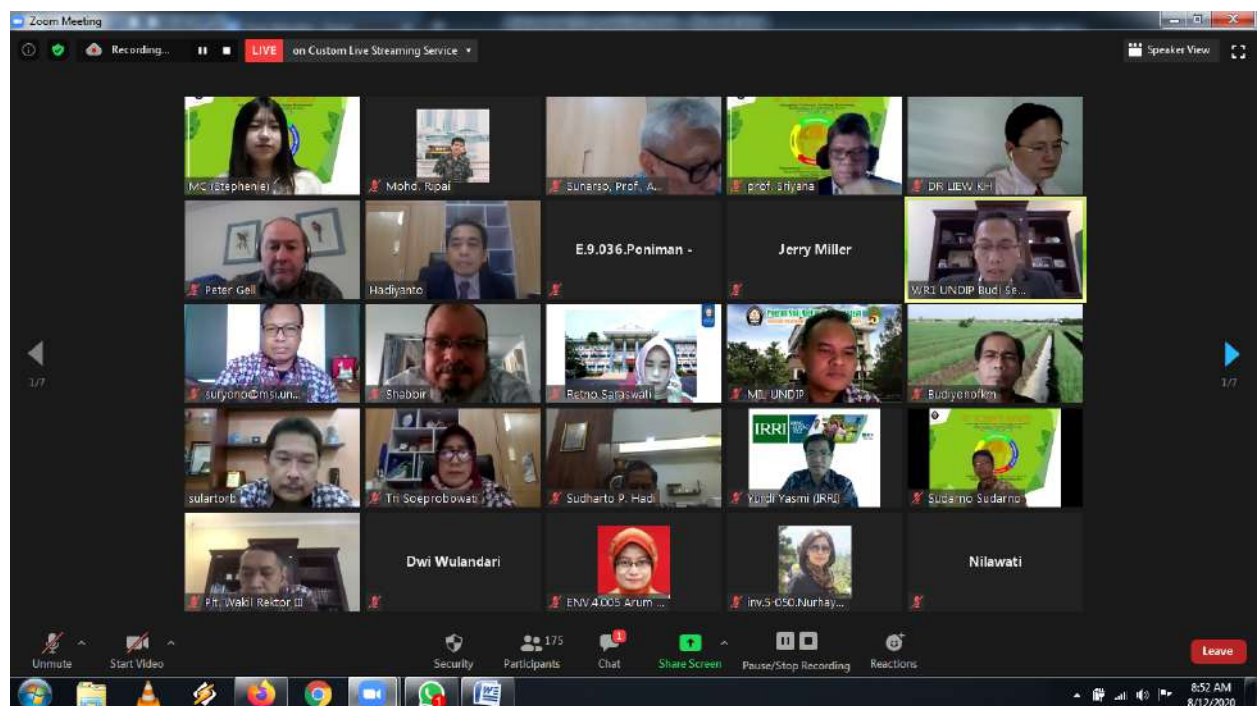 Zoom Meeting
Recording...
LIVE on Custom Live Streaming Service
Speaker View
MC (Stephenie)
Mohd. Ripai
Sunarso, Prof. A...
prof. Sriyana
DR LIEW KH
Peter Gell
Hadiyanto
E.9.036.Poniman -
Jerry Miller
WR1 UNDIP Budi Se...
suryono@msi.un...
Shabbir
Retno Saraswati
MIL UNDIP
Budiyonofkm
sulartorb
Tri Soeprobowati
Sudharto P. Hadi
IRRI
Yurdi Yasmi (IRRI)
Sudarno Sudarno
1/7
1/7
Plt. Wakil Rektor III
Dwi Wulandari
ENV 4.005 Arum ...
inv.5-050.Nurhay...
Nilawati
Unmute
Start Video
Security
175
Participants
1
Chat
Share Screen
Pause/Stop Recording
Reactions
Leave
8:52 AM
8/12/2020